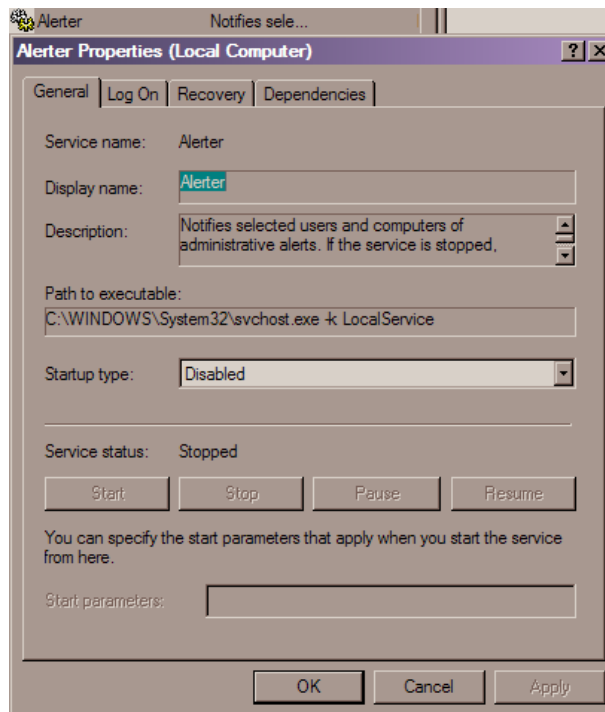 Alerter Notifies sele...
Alerter Properties (Local Computer)
General Log On Recovery Dependencies
Service name: Alerter
Display name: Alerter
Description: Notifies selected users and computers of
administrative alerts. If the service is stopped,
Path to executable:
C:\WINDOWS\System32\svchost.exe -k LocalService
Startup type: Disabled
Service status: Stopped
Start Stop Pause Resume
You can specify the start parameters that apply when you start the service
from here.
Start parameters:
OK Cancel Apply